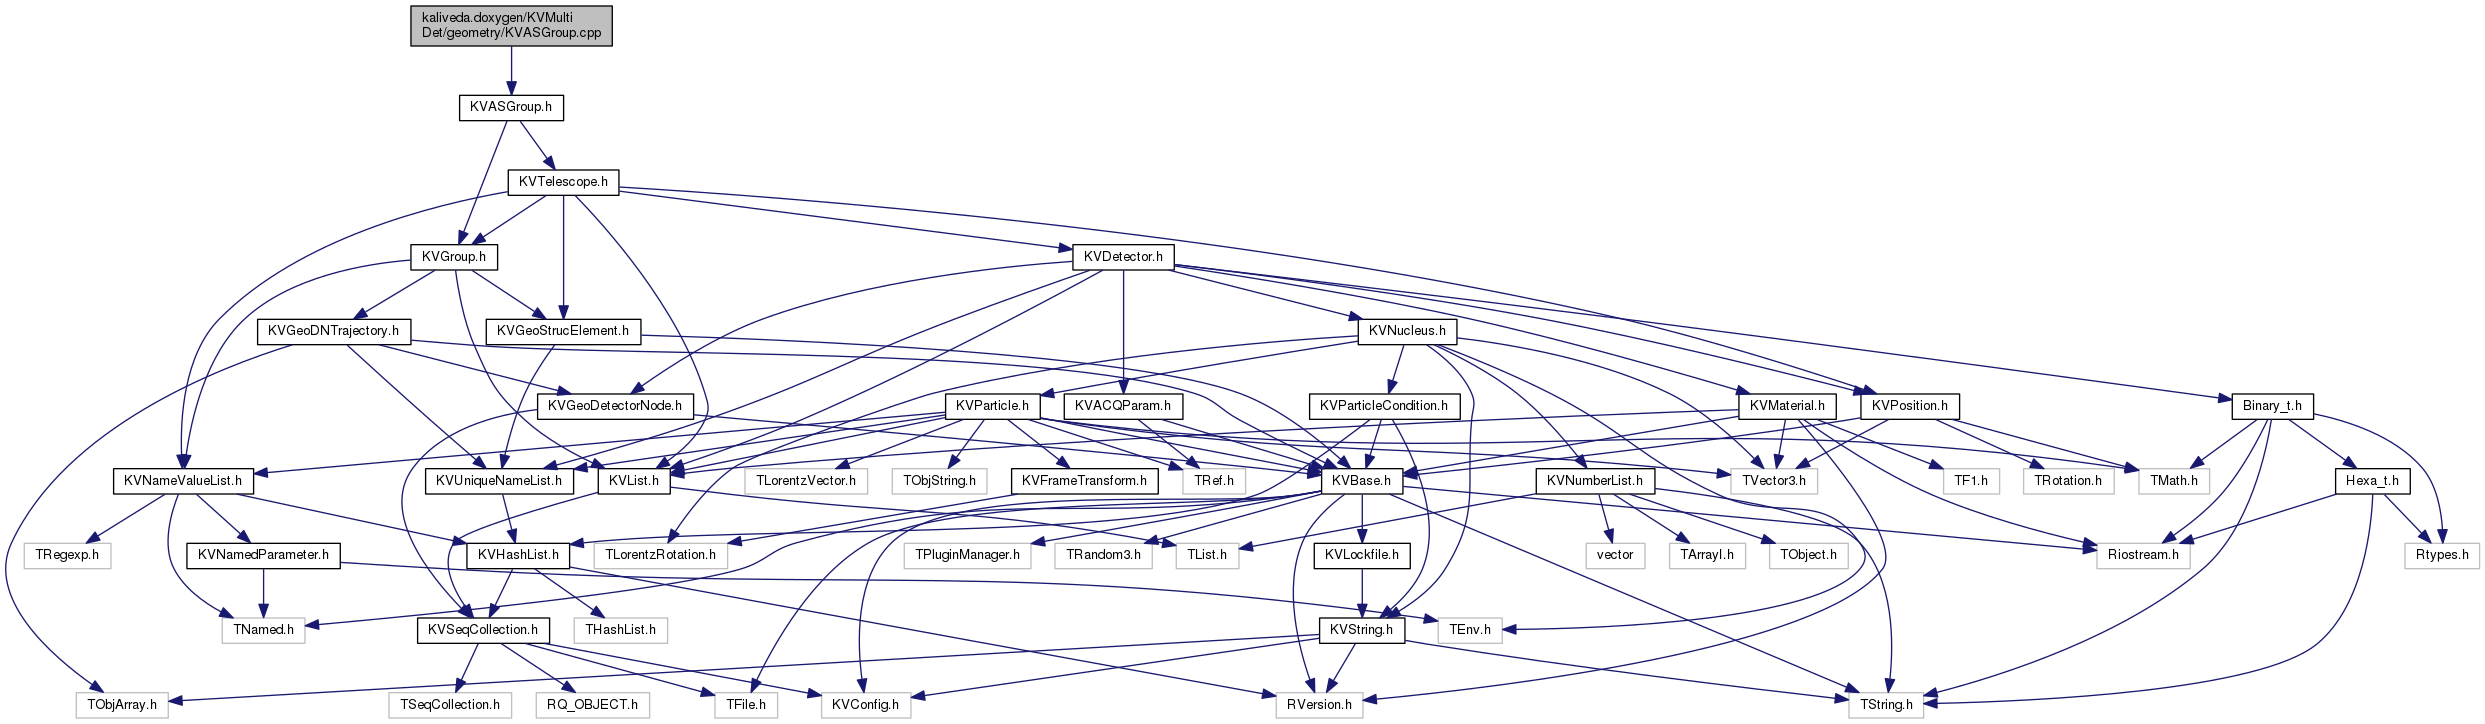 kaliveda.doxygen/KVMulti
Det/geometry/KVASGroup.cpp
KVASGroup.h
KVTelescope.h
KVGroup.h
KVDetector.h
KVGeoDNTrajectory.h
KVGeoStrucElement.h
KVNucleus.h
KVGeoDetectorNode.h
KVParticle.h
KVACQParam.h
KVParticleCondition.h
KVMaterial.h
KVPosition.h
Binary_t.h
KVNameValueList.h
KVUniqueNameList.h
KVList.h
TLorentzVector.h
TObjString.h
KVFrameTransform.h
TRef.h
KVBase.h
KVNumberList.h
TVector3.h
TF1.h
TRotation.h
TMath.h
Hexa_t.h
TRegexp.h
KVNamedParameter.h
KVHashList.h
TLorentzRotation.h
TPluginManager.h
TRandom3.h
TList.h
KVLockfile.h
vector
TArrayI.h
TObject.h
Riostream.h
Rtypes.h
TNamed.h
KVSeqCollection.h
THashList.h
KVString.h
TEnv.h
TObjArray.h
TSeqCollection.h
RQ_OBJECT.h
TFile.h
KVConfig.h
RVersion.h
TString.h